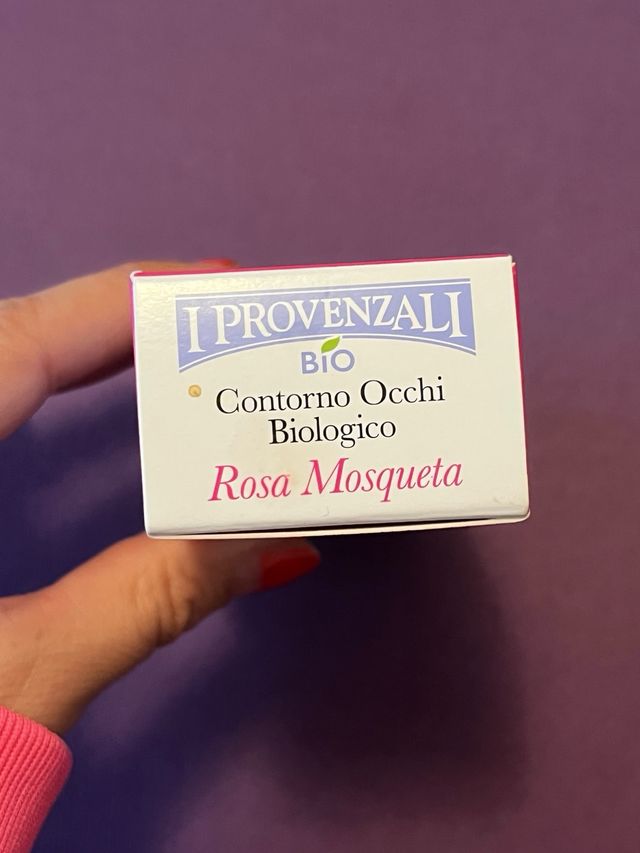 I PROVENZALI
BIO
Contorno Occhi
Biologico
Rosa Mosqueta